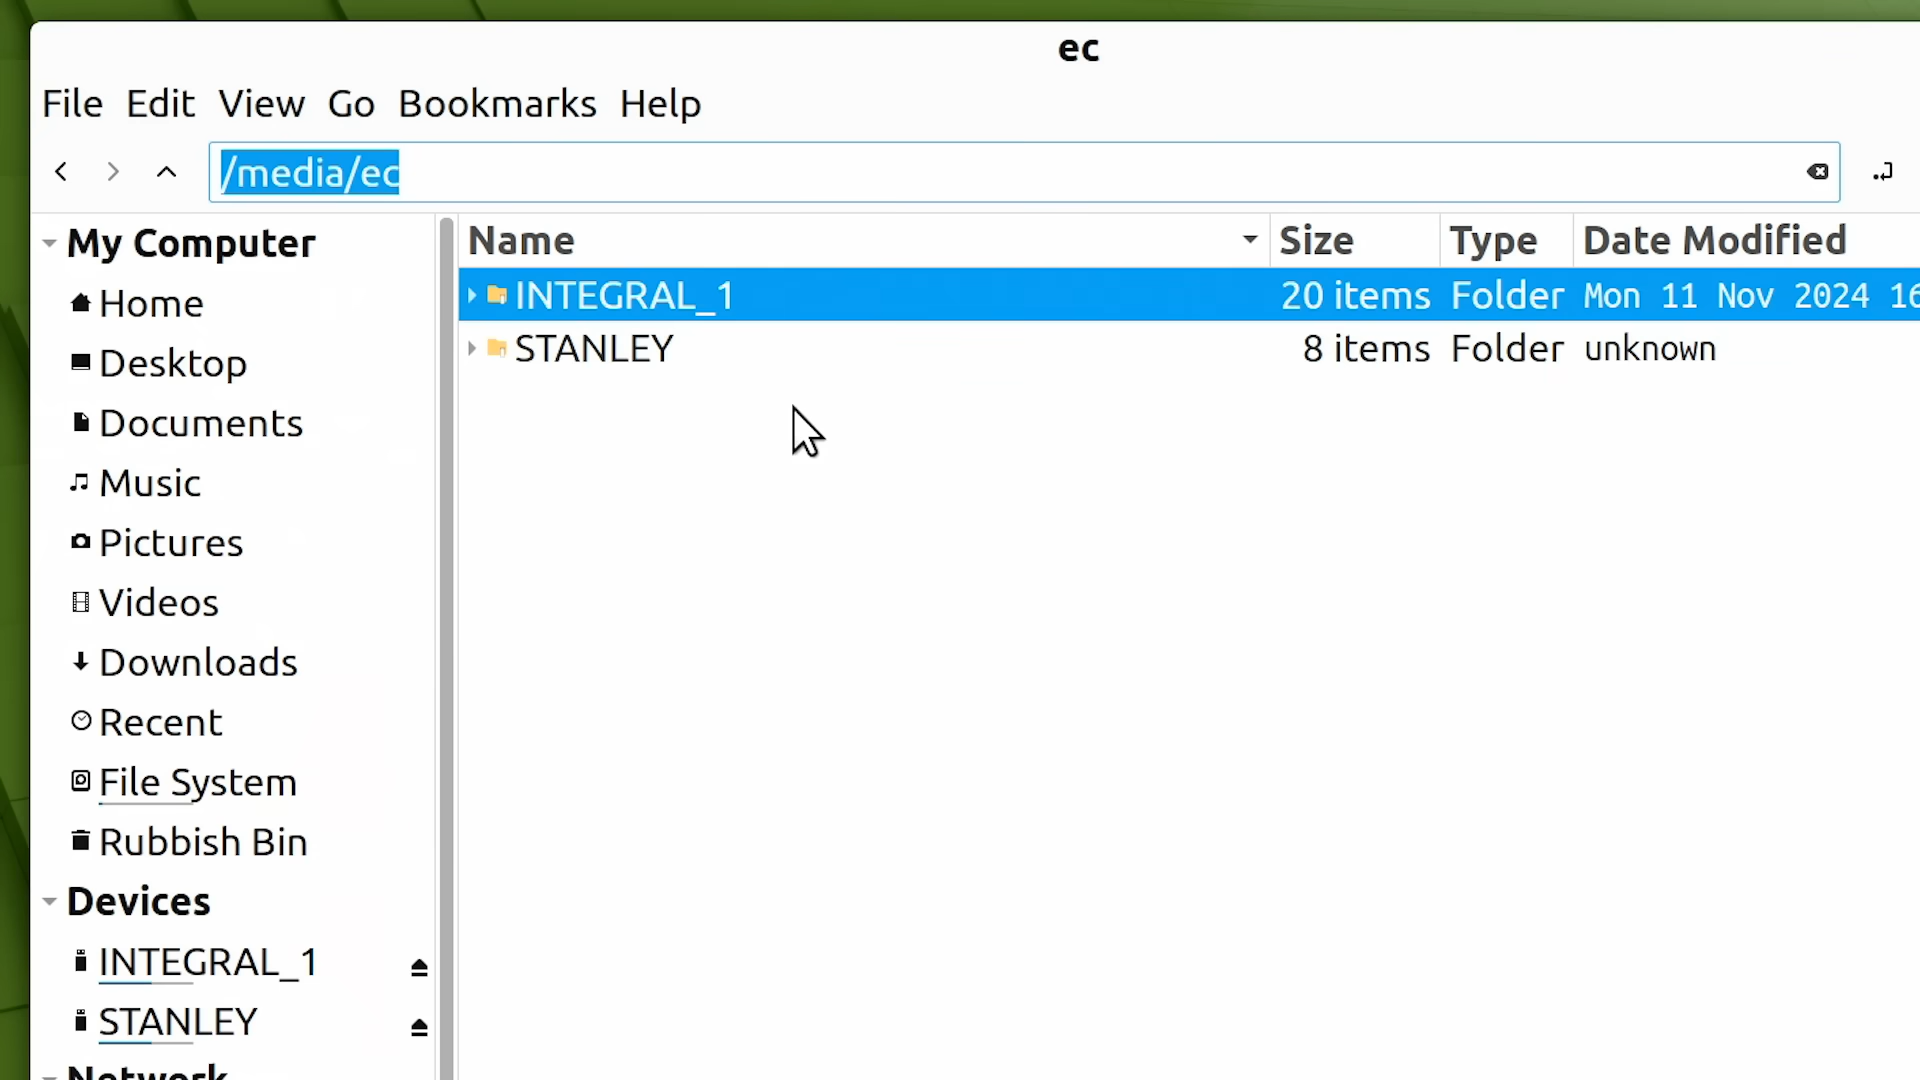 ec
File Edit View Go Bookmarks Help
/media/ec
My Computer
Home
Desktop
Documents
Music
Pictures
Videos
Downloads
Recent
File System
Rubbish Bin
Devices
INTEGRAL_1
STANLEY
Network
Name Size Type Date Modified
INTEGRAL_1 20 items Folder Mon 11 Nov 2024 16
STANLEY 8 items Folder unknown